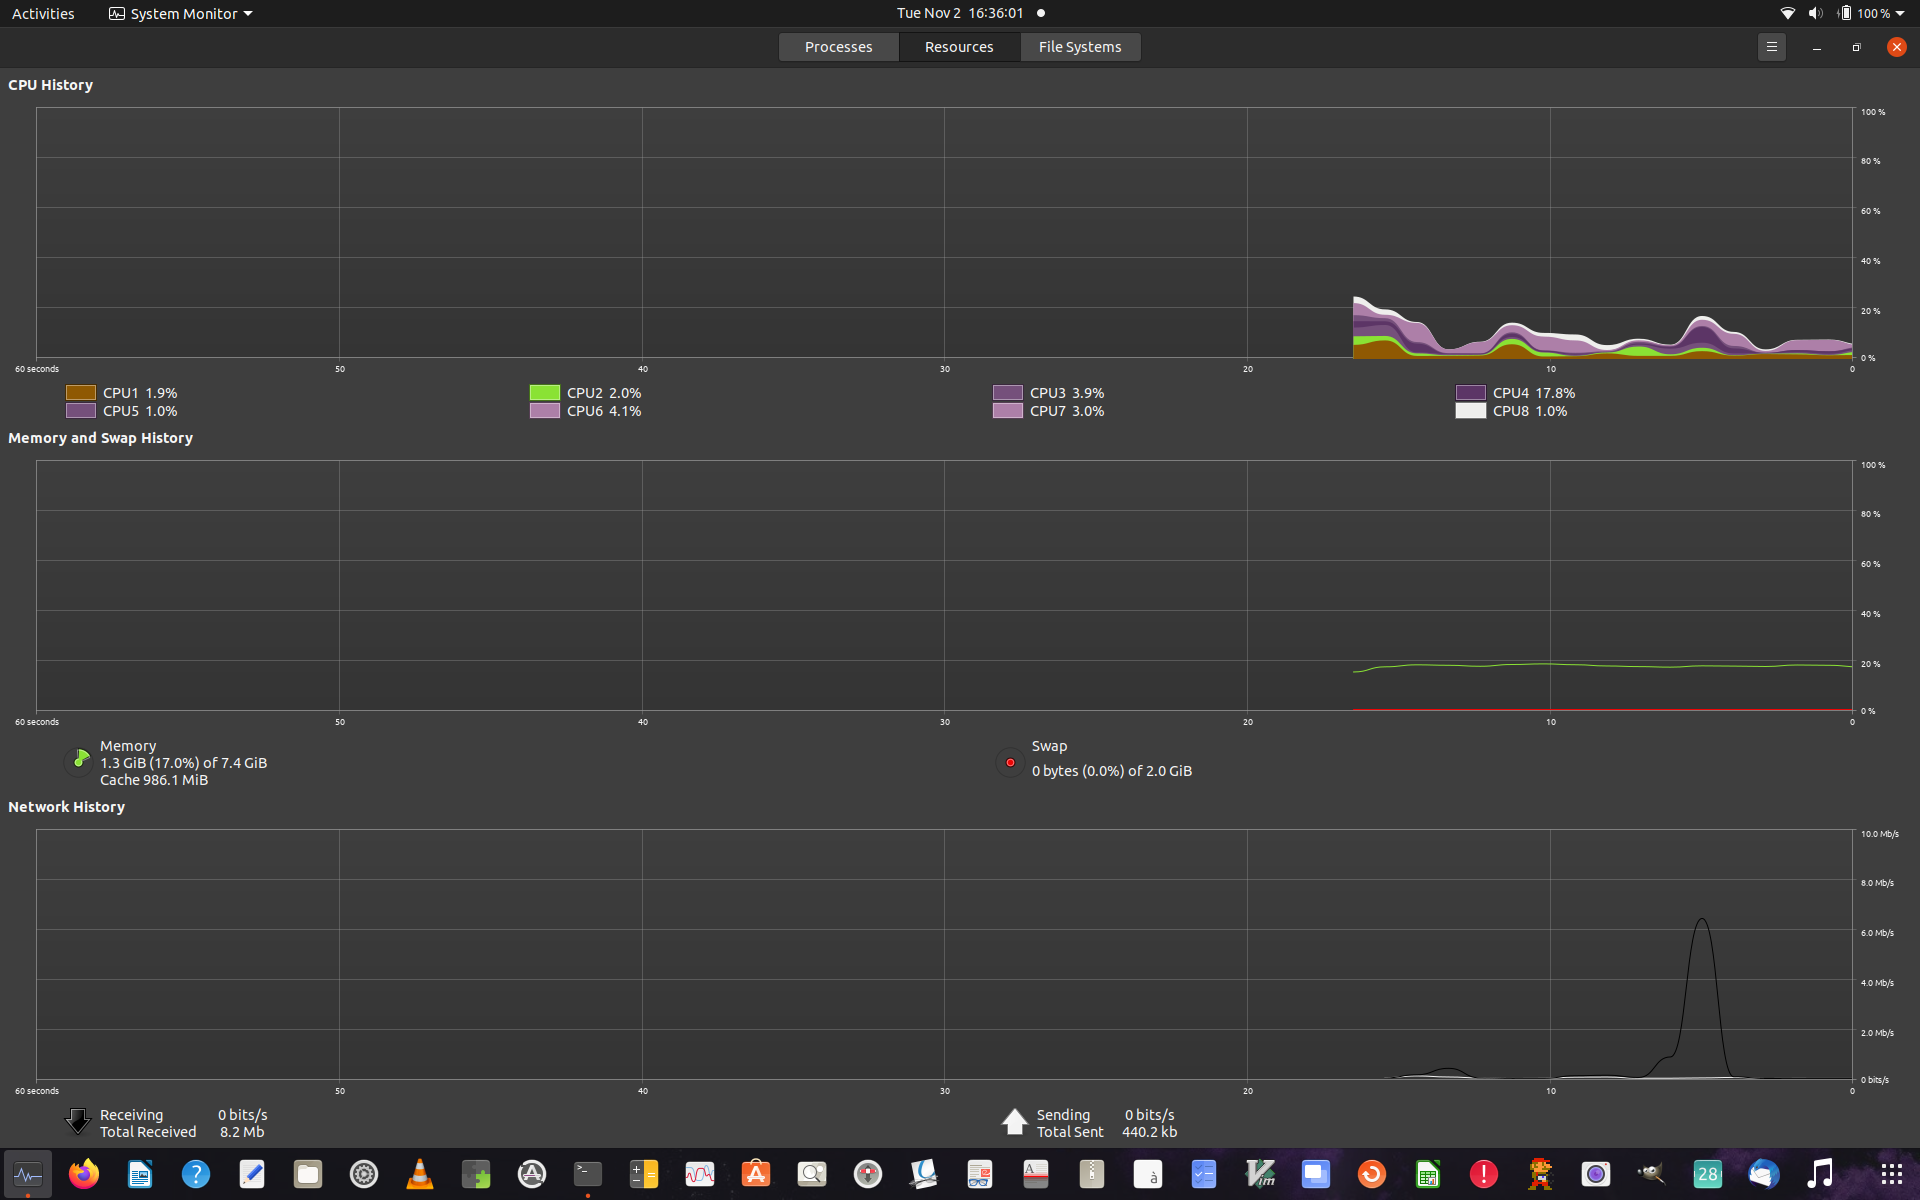 Activities
System Monitor
Tue Nov 2 16:36:01
100 %
Processes
Resources
File Systems
CPU History
100 %
80 %
60 %
40 %
20 %
0 %
60 seconds 50 40 30 20 10 0
CPU1 1.9% CPU2 2.0% CPU3 3.9% CPU4 17.8%
CPU5 1.0% CPU6 4.1% CPU7 3.0% CPU8 1.0%
Memory and Swap History
100 %
80 %
60 %
40 %
20 %
0 %
60 seconds 50 40 30 20 10 0
Memory
1.3 GiB (17.0%) of 7.4 GiB
Cache 986.1 MiB
Swap
0 bytes (0.0%) of 2.0 GiB
Network History
10.0 Mb/s
8.0 Mb/s
6.0 Mb/s
4.0 Mb/s
2.0 Mb/s
0 bits/s
60 seconds 50 40 30 20 10 0
Receiving 0 bits/s
Total Received 8.2 Mb
Sending 0 bits/s
Total Sent 440.2 kb
28